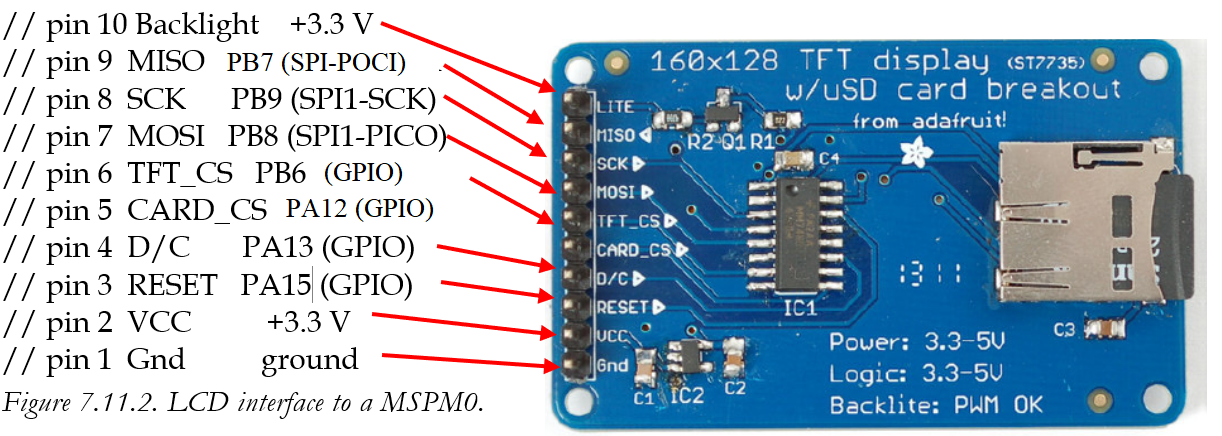 // pin 10 Backlight +3.3 V
// pin 9 MISO PB7 (SPI-POCI)
// pin 8 SCK PB9 (SPI1-SCK)
// pin 7 MOSI PB8 (SPI1-PICO)
// pin 6 TFT_CS PB6 (GPIO)
// pin 5 CARD_CS PA12 (GPIO)
// pin 4 D/C PA13 (GPIO)
// pin 3 RESET PA15 (GPIO)
// pin 2 VCC +3.3 V
// pin 1 Gnd ground
Figure 7.11.2. LCD interface to a MSPM0.
160x128 TFT display (ST7735)
w/uSD card breakout
from adafruit!
LITE
MISO
SCK
MOSI
TFT_CS
CARD_CS
D/C
RESET
VCC
Gnd
R2 Q1 R1
C4
IC1
1311
C3
C1 IC2 C2
Power: 3.3-5V
Logic: 3.3-5V
Backlite: PWM OK